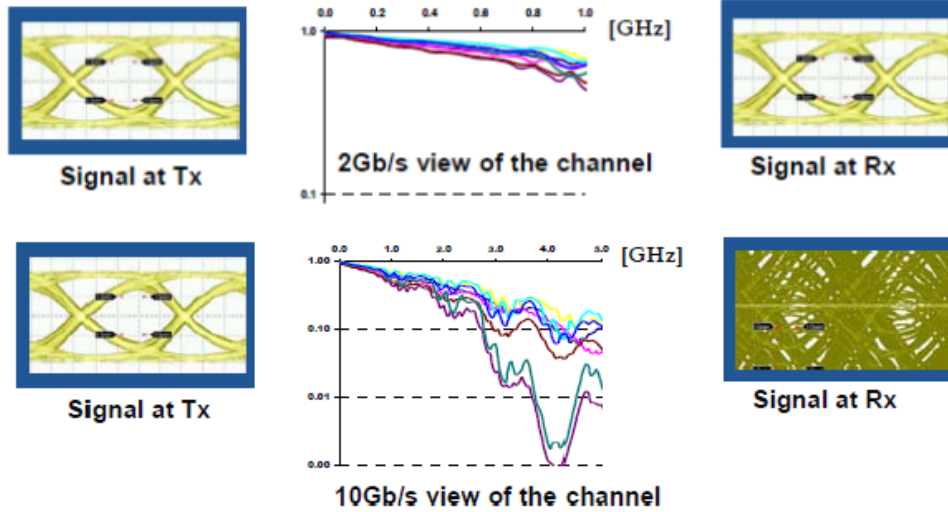 0.0 0.2 0.4 0.6 0.8 1.0
[GHz]
1.0
0.1
Signal at Tx
2Gb/s view of the channel
Signal at Rx
0.0 1.0 2.0 3.0 4.0 5.0
[GHz]
1.00
0.10
0.01
0.00
Signal at Tx
10Gb/s view of the channel
Signal at Rx